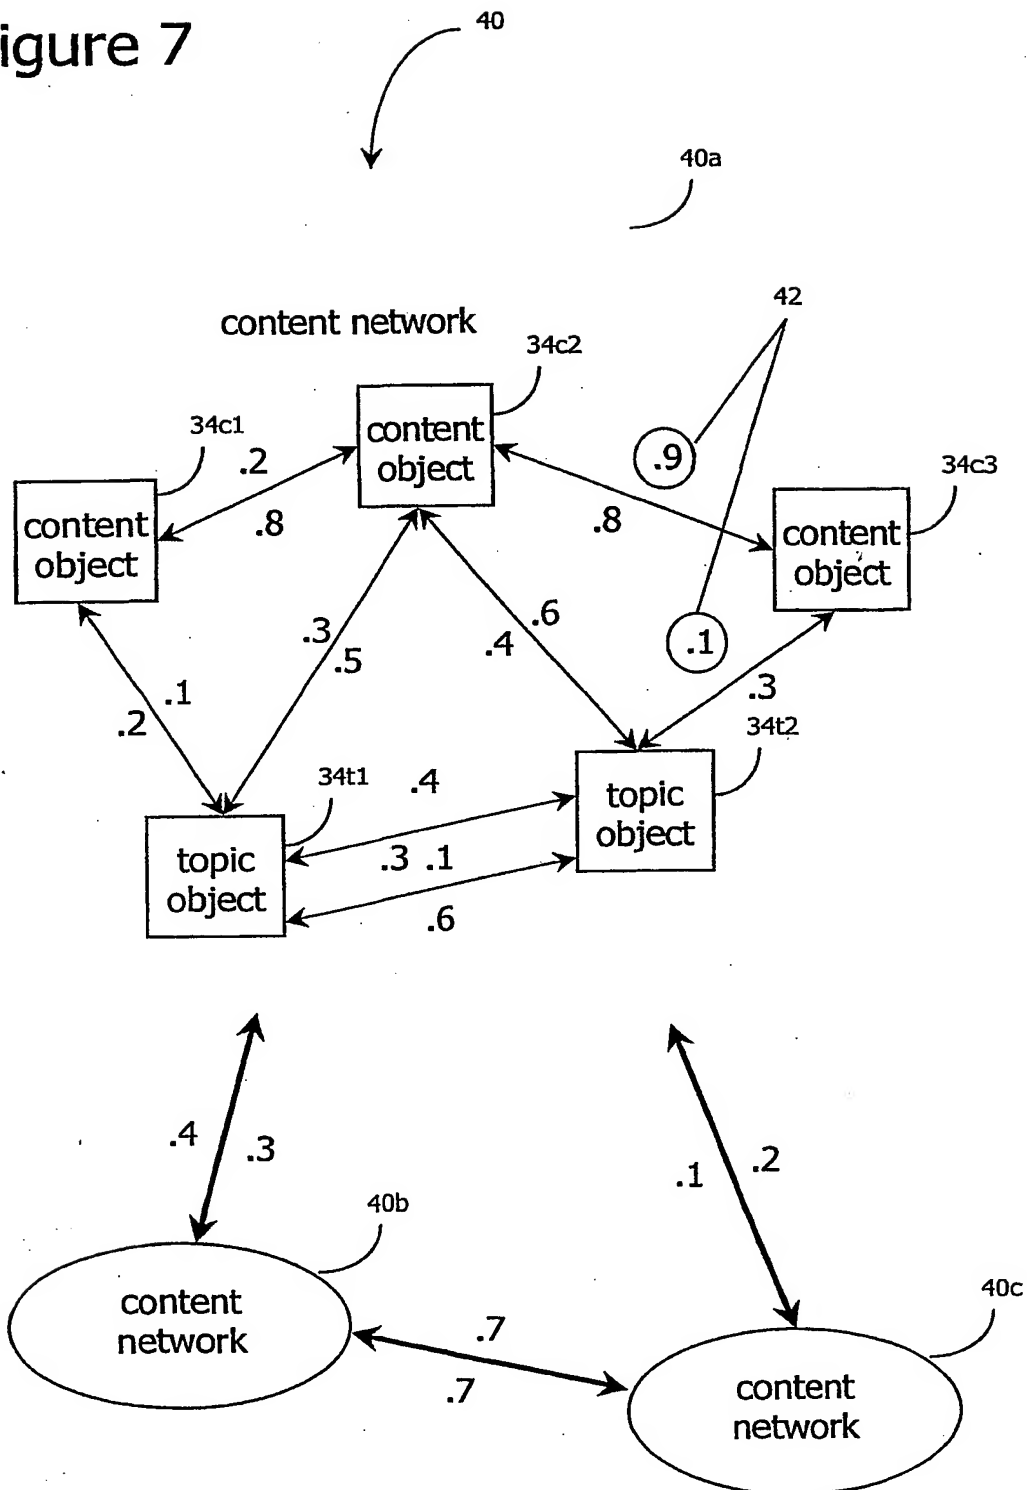 igure 7
40
40a
42
content network
34c2
34c1
content
object
.2
.8
.9
.8
34c3
content
object
content
object
.3
.5
.6
.4
.1
.3
.1
.2
34t2
34t1
.4
topic
object
.3 .1
topic
object
.6
.4
.3
.1
.2
40b
content
network
40c
.7
.7
content
network